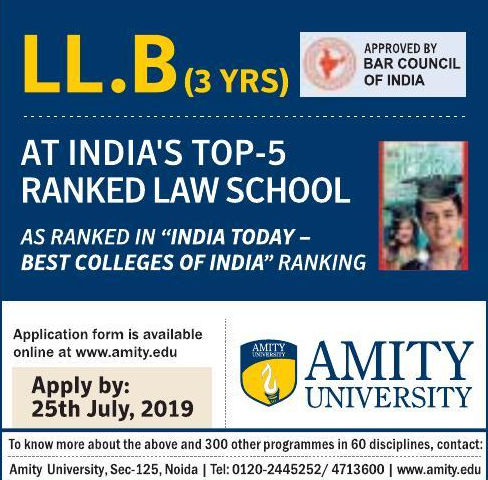 LL.B (3 YRS)
APPROVED BY
BAR COUNCIL
OF INDIA
AT INDIA'S TOP-5
RANKED LAW SCHOOL
AS RANKED IN “INDIA TODAY –
BEST COLLEGES OF INDIA” RANKING
Application form is available
online at www.amity.edu
Apply by:
25th July, 2019
AMITY
UNIVERSITY
AMITY
UNIVERSITY
To know more about the above and 300 other programmes in 60 disciplines, contact:
Amity University, Sec-125, Noida | Tel: 0120-2445252/ 4713600 | www.amity.edu